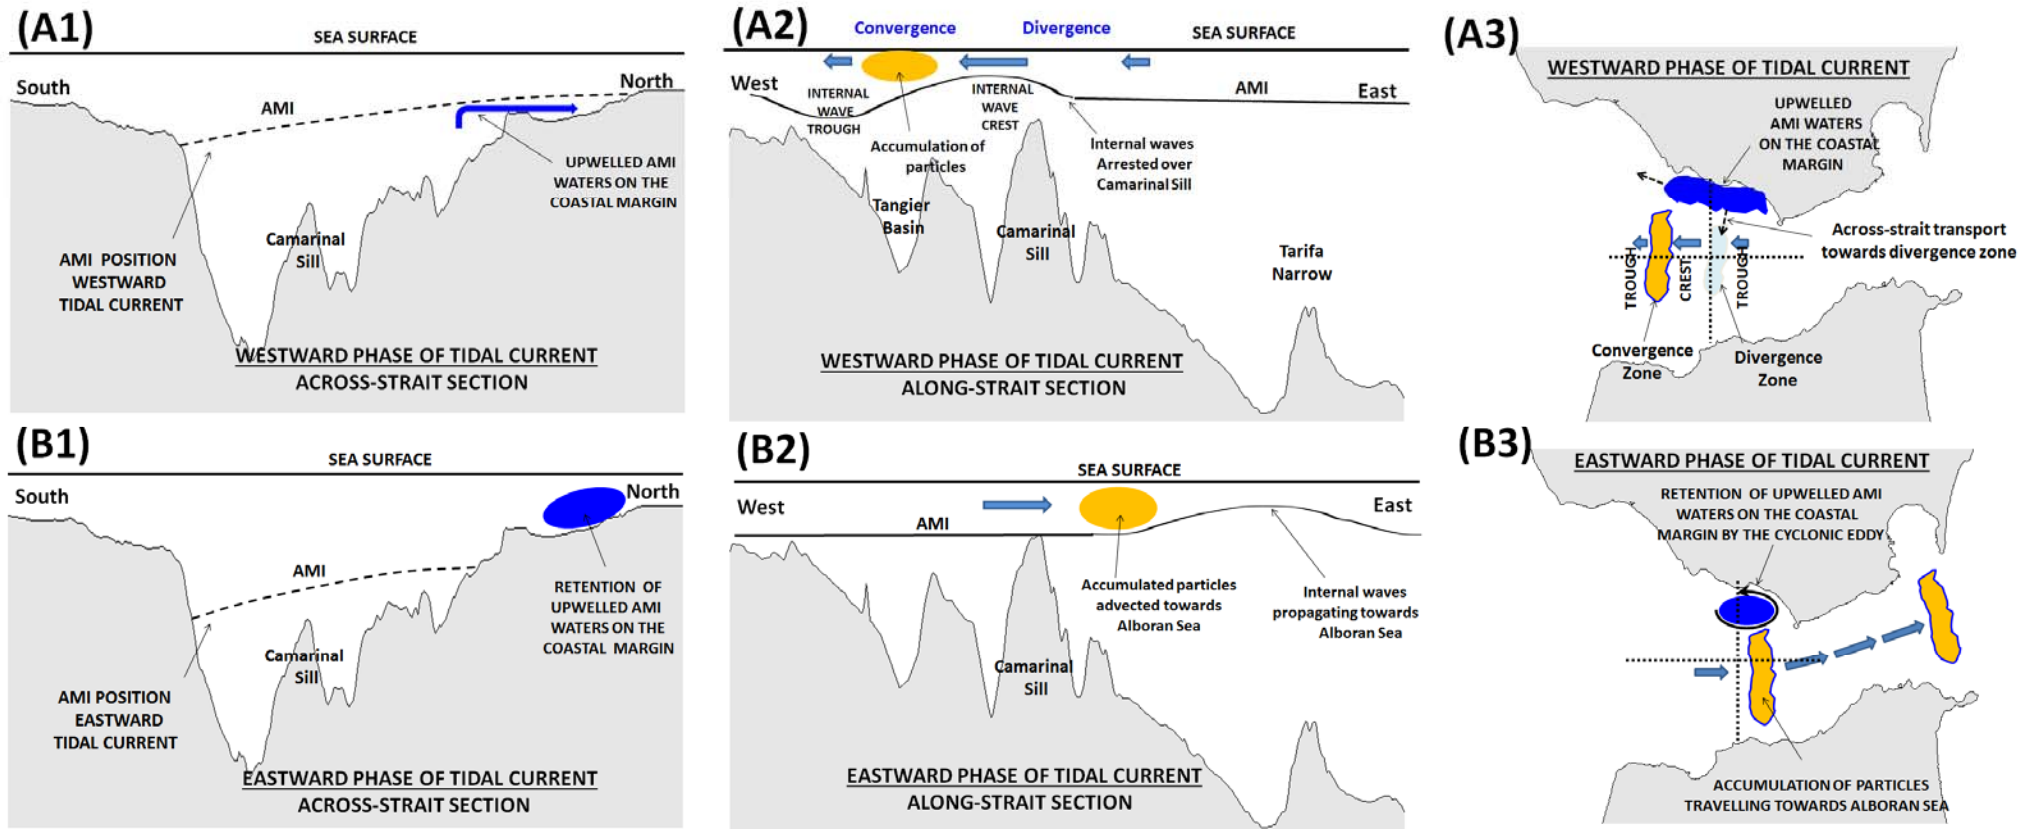 (A1)
SEA SURFACE
South
North
AMI
UPWELLED AMI
WATERS ON THE
COASTAL MARGIN
Camarinal
Sill
AMI POSITION
WESTWARD
TIDAL CURRENT
WESTWARD PHASE OF TIDAL CURRENT
ACROSS-STRAIT SECTION
(A2)
Convergence
Divergence
SEA SURFACE
West
East
INTERNAL
WAVE
TROUGH
INTERNAL
WAVE
CREST
AMI
Accumulation of
particles
Internal waves
Arrested over
Camarinal Sill
Tangier
Basin
Camarinal
Sill
Tarifa
Narrow
WESTWARD PHASE OF TIDAL CURRENT
ALONG-STRAIT SECTION
(A3)
WESTWARD PHASE OF TIDAL CURRENT
UPWELLED
AMI WATERS
ON THE COASTAL
MARGIN
Across-strait transport
towards divergence zone
TROUGH
CREST
TROUGH
Convergence
Zone
Divergence
Zone
(B1)
SEA SURFACE
South
North
AMI
RETENTION OF
UPWELLED AMI
WATERS ON THE
COASTAL MARGIN
Camarinal
Sill
AMI POSITION
EASTWARD
TIDAL CURRENT
EASTWARD PHASE OF TIDAL CURRENT
ACROSS-STRAIT SECTION
(B2)
SEA SURFACE
West
East
AMI
Accumulated particles
advected towards
Alboran Sea
Internal waves
propagating towards
Alboran Sea
Camarinal
Sill
EASTWARD PHASE OF TIDAL CURRENT
ALONG-STRAIT SECTION
(B3)
EASTWARD PHASE OF TIDAL CURRENT
RETENTION OF UPWELLED AMI
WATERS ON THE COASTAL
MARGIN BY THE CYCLONIC EDDY
ACCUMULATION OF PARTICLES
TRAVELLING TOWARDS ALBORAN SEA